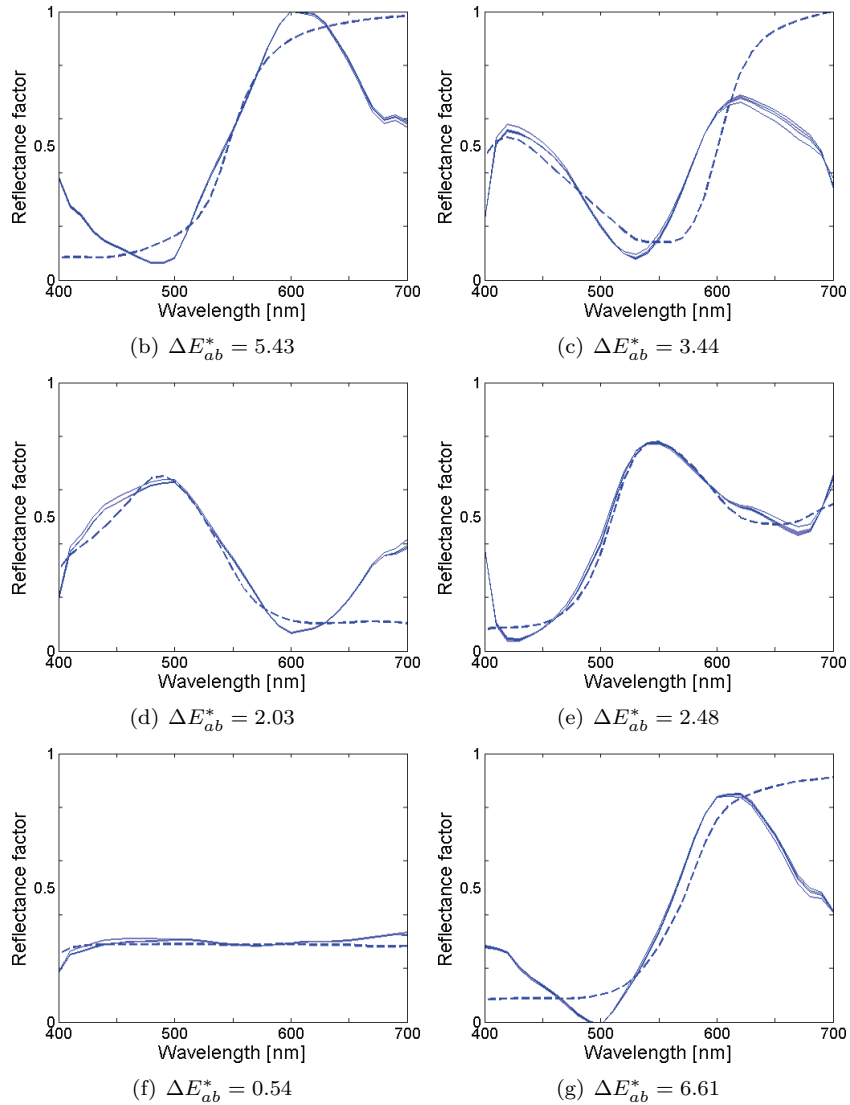 1
0.5
0
Reflectance factor
400 500 600 700
Wavelength [nm]
(b) ΔE*ab = 5.43
1
0.5
0
Reflectance factor
400 500 600 700
Wavelength [nm]
(c) ΔE*ab = 3.44
1
0.5
0
Reflectance factor
400 500 600 700
Wavelength [nm]
(d) ΔE*ab = 2.03
1
0.5
0
Reflectance factor
400 500 600 700
Wavelength [nm]
(e) ΔE*ab = 2.48
1
0.5
0
Reflectance factor
400 500 600 700
Wavelength [nm]
(f) ΔE*ab = 0.54
1
0.5
0
Reflectance factor
400 500 600 700
Wavelength [nm]
(g) ΔE*ab = 6.61